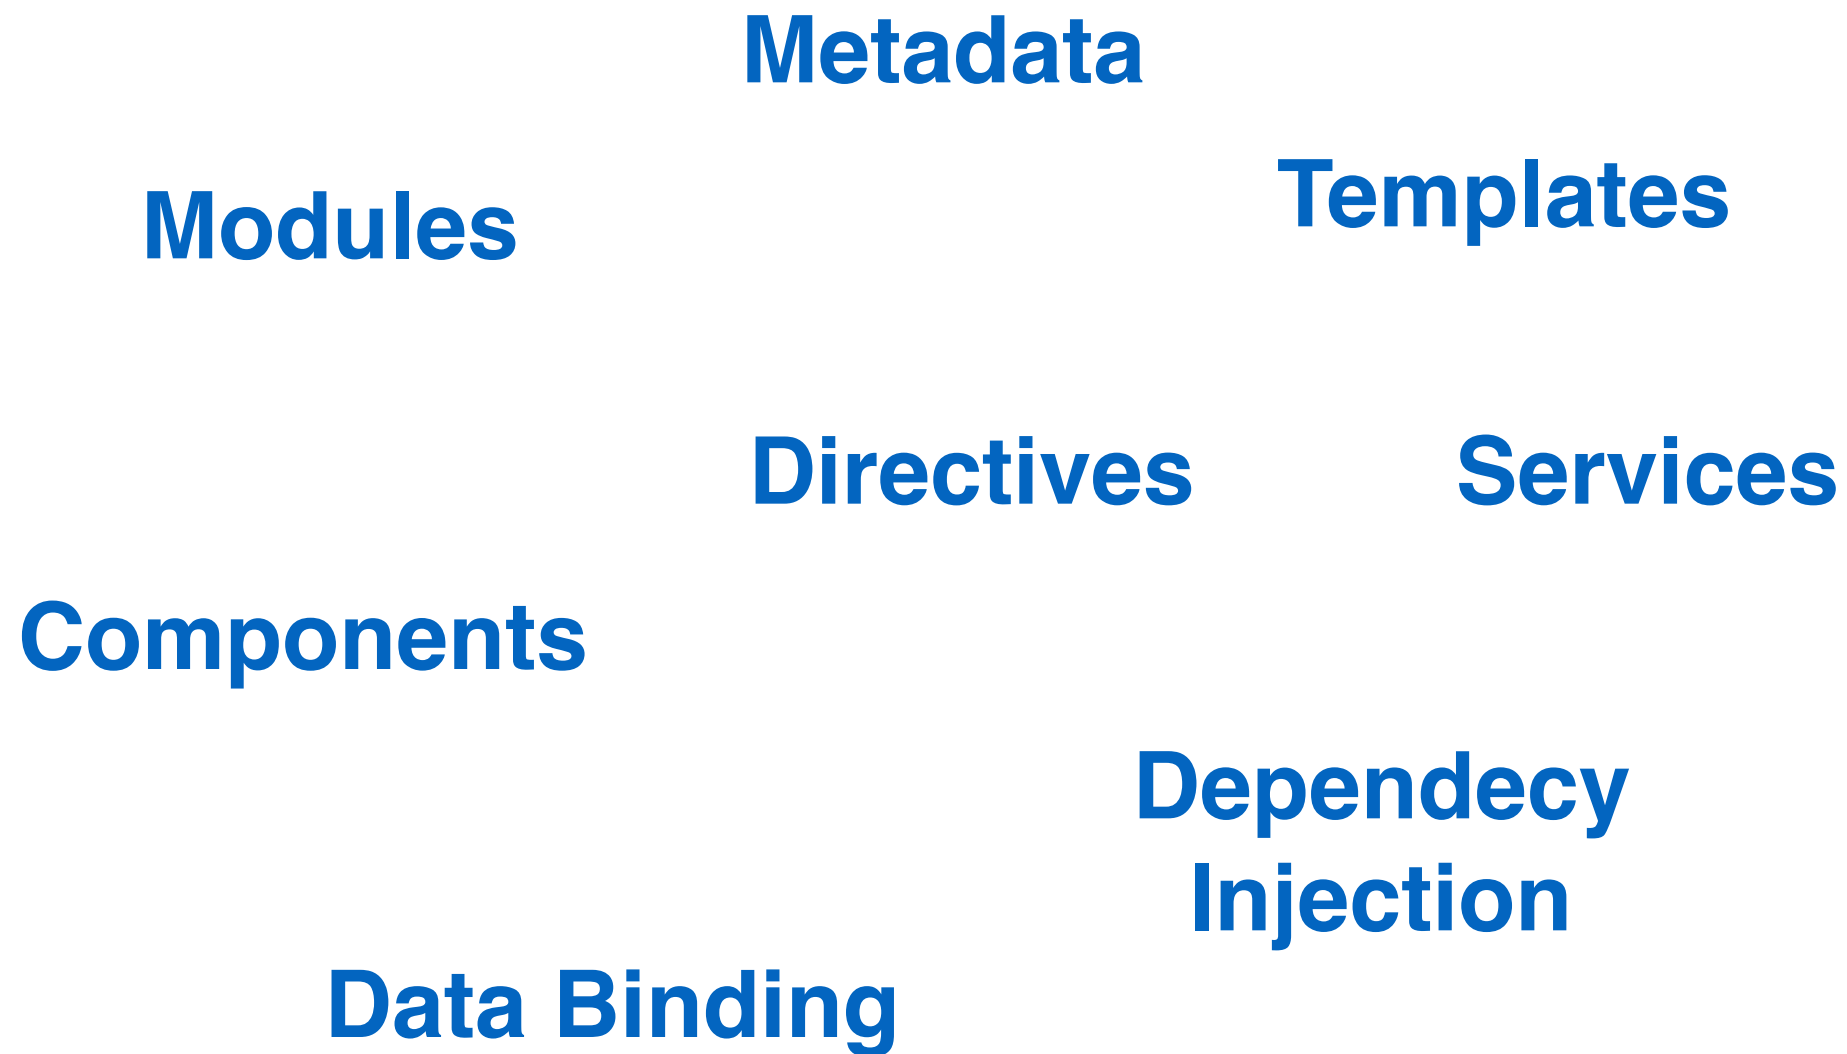 Metadata
Templates
Modules
Directives
Services
Components
Dependecy
Injection
Data Binding